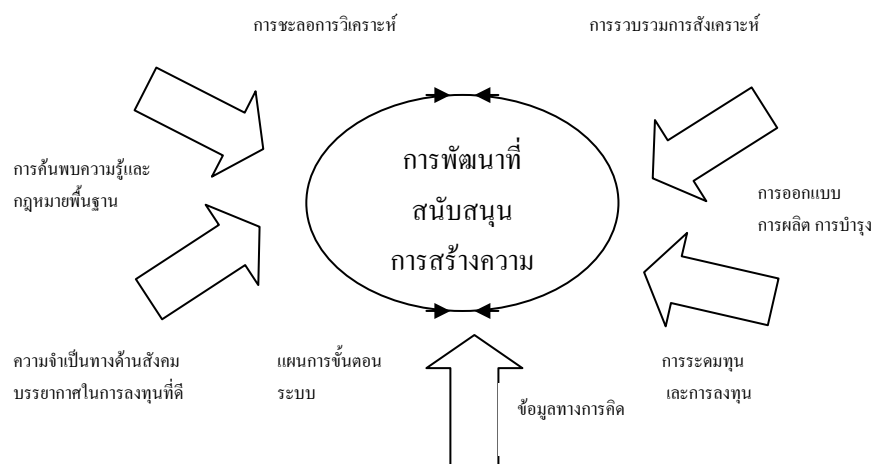 การชะลอการวิเคราะห์
การรวบรวมการสังเคราะห์
การค้นพบความรู้และ
กฎหมายพื้นฐาน
การพัฒนาที่
สนับสนุน
การสร้างความ
การออกแบบ
การผลิต การบำรุง
ความจำเป็นทางด้านสังคม
บรรยากาศในการลงทุนที่ดี
แผนการขั้นตอน
ระบบ
ข้อมูลทางการคิด
การระดมทุน
และการลงทุน